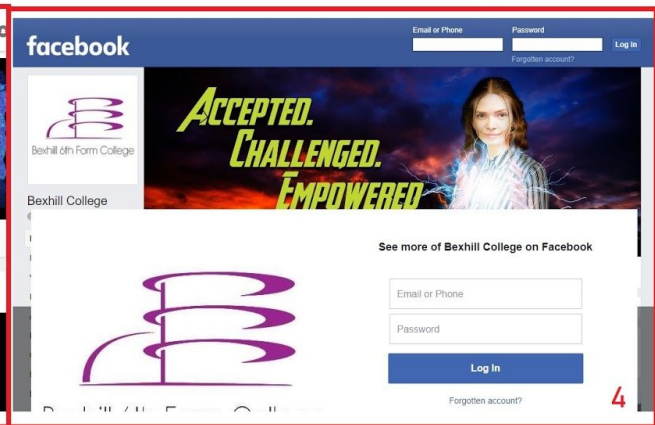 Email or Phone Password
facebook
Log In
Forgotten account?
ACCEPTED.
CHALLENGED.
EMPOWERED
Bexhill 6th Form College
Bexhill College
See more of Bexhill College on Facebook
Email or Phone
Password
Log In
Forgotten account?
4